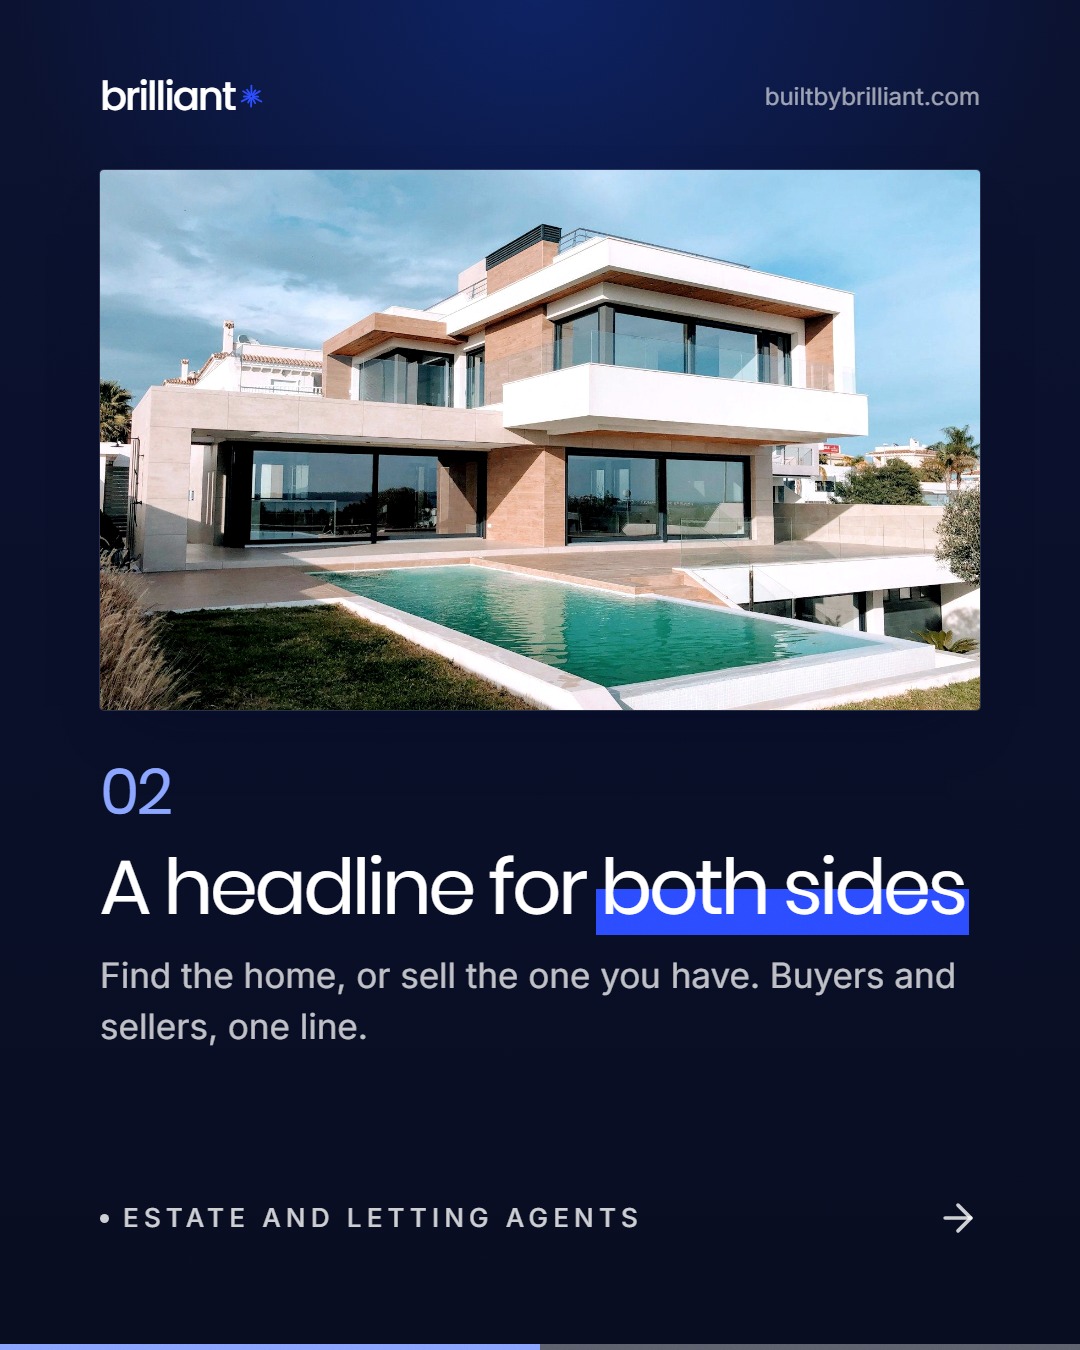 brilliant
builtbybrilliant.com
02
A headline for both sides
Find the home, or sell the one you have. Buyers and
sellers, one line.
• ESTATE AND LETTING AGENTS